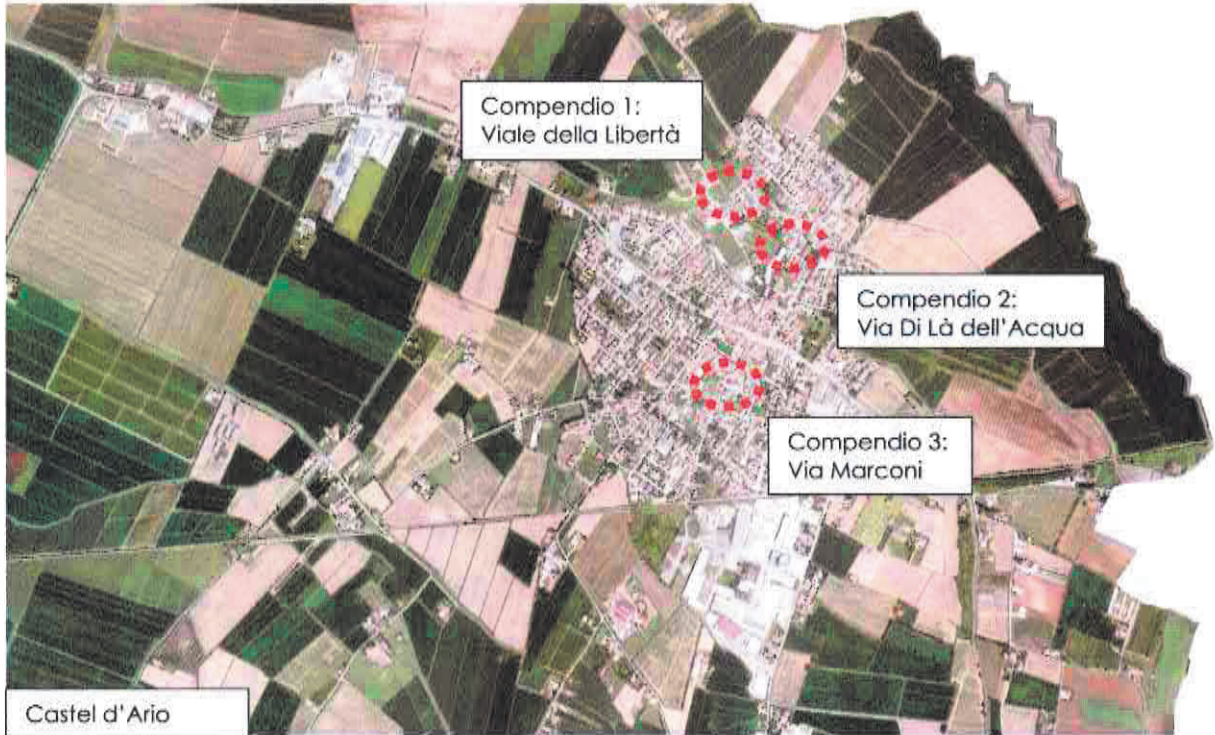 Compendio 1:
Viale della Libertà
Compendio 2:
Via Di Là dell'Acqua
Compendio 3:
Via Marconi
Castel d'Ario